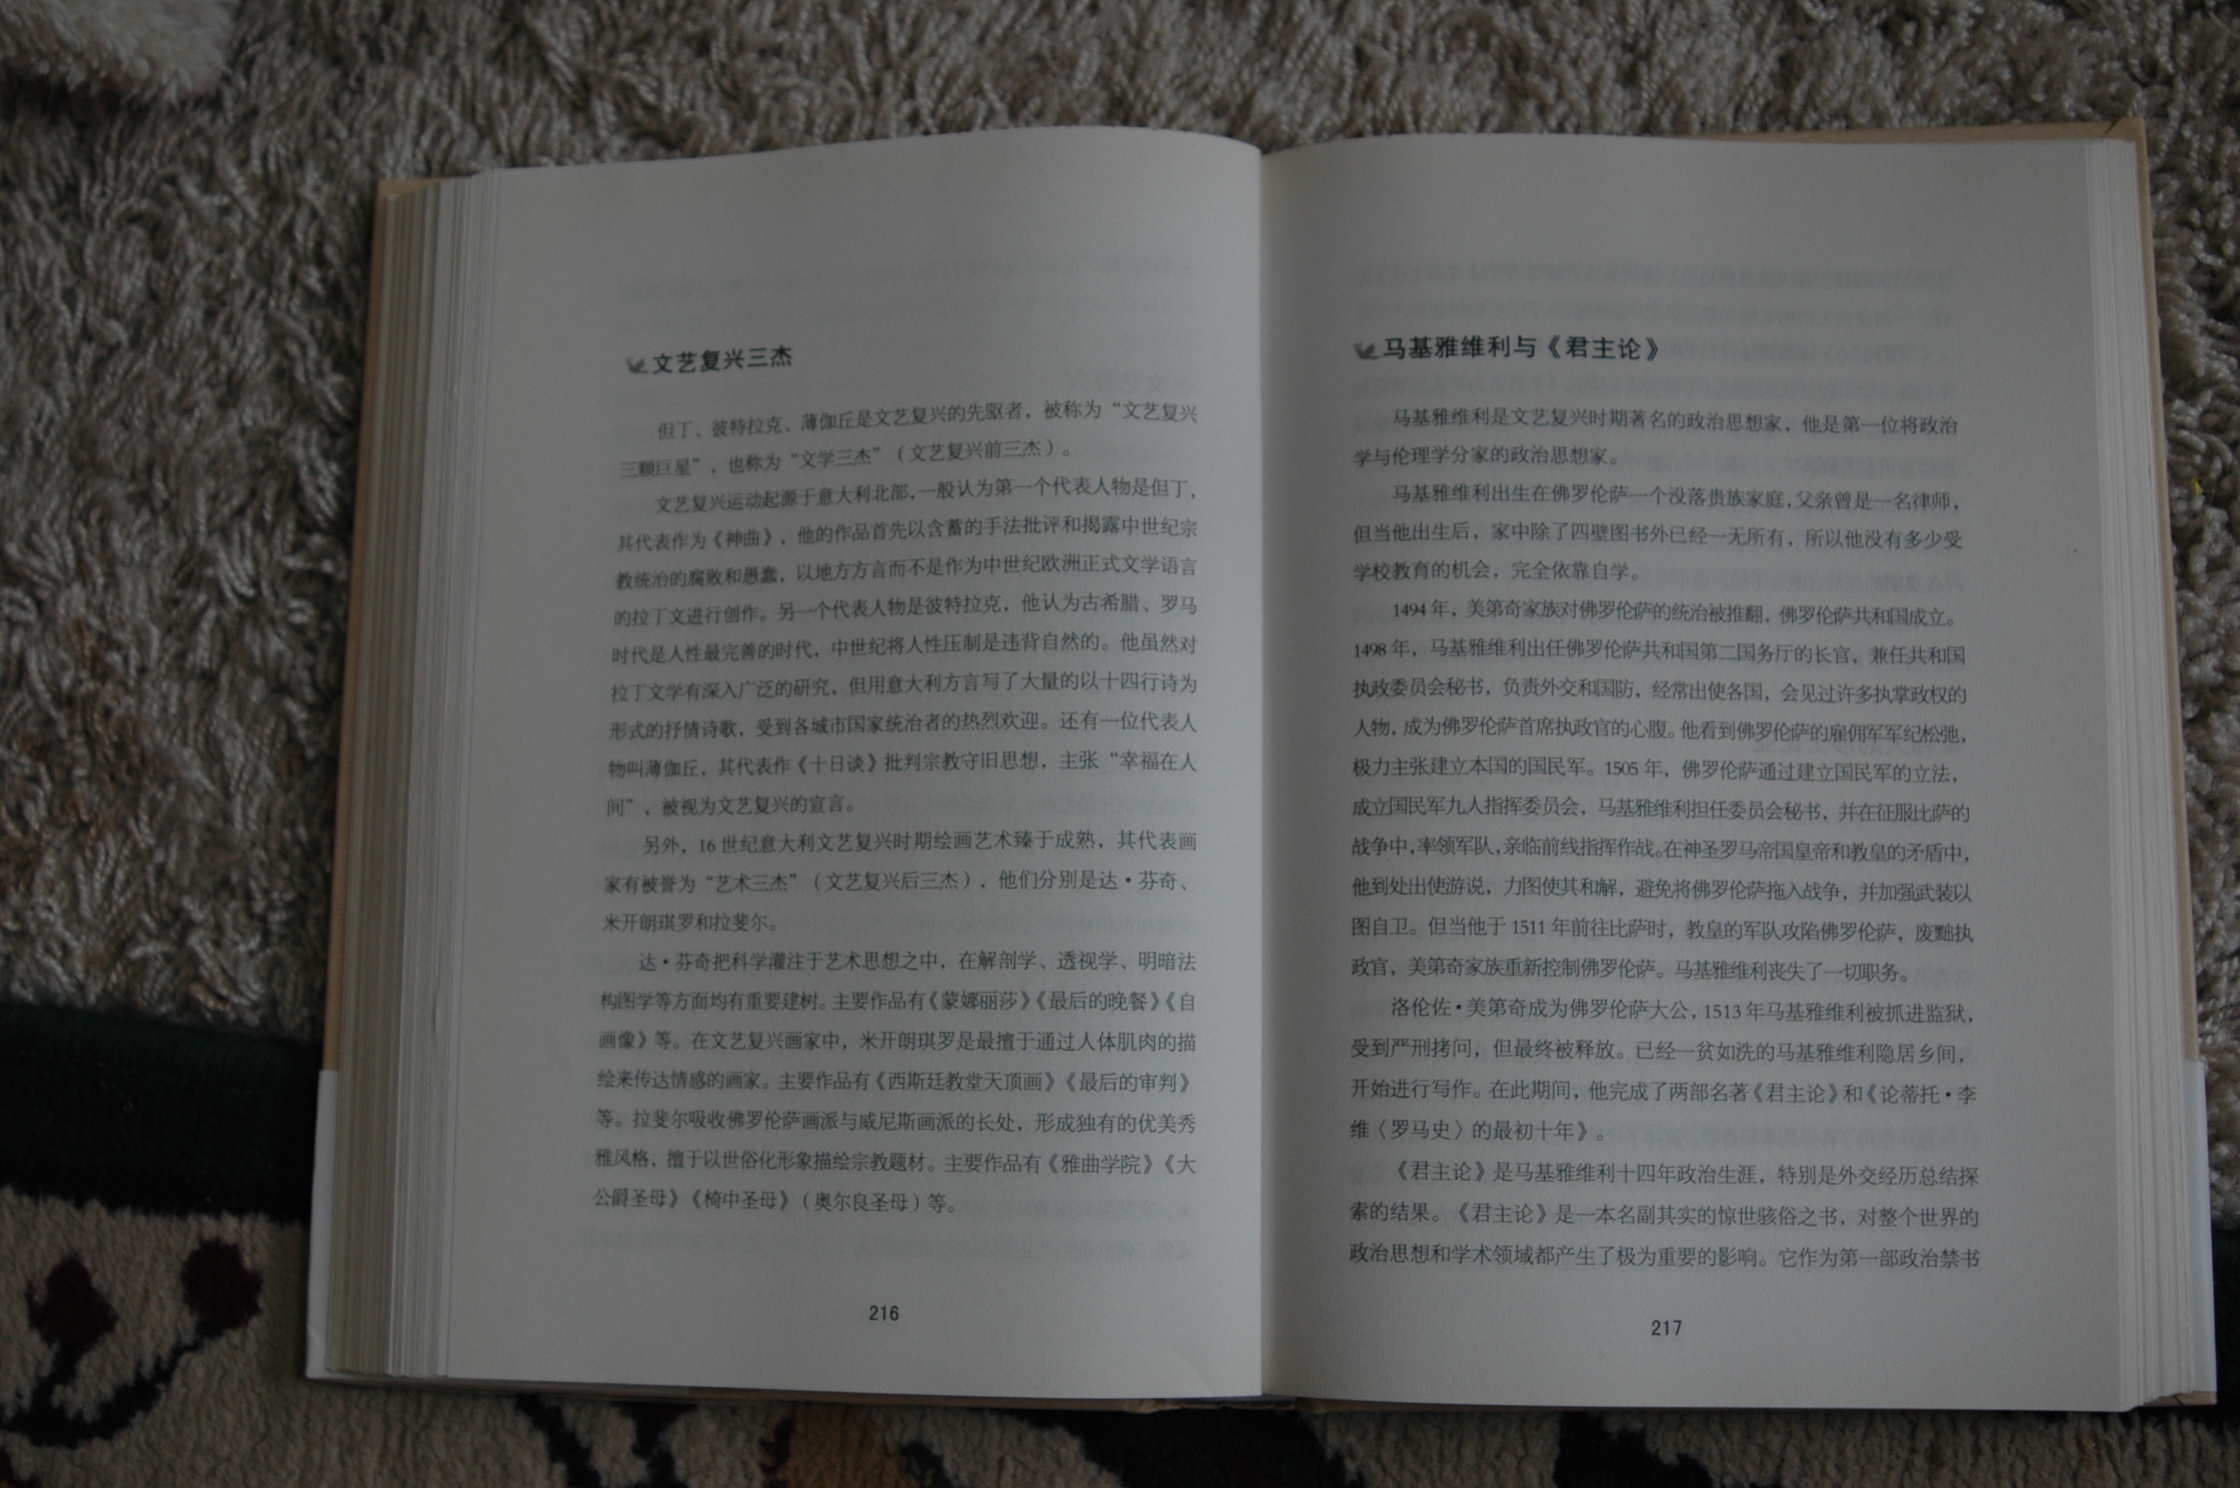 文艺复兴三杰
但丁、彼特拉克、薄伽丘是文艺复兴的先驱者，被称为“文艺复兴
三颗巨星”，也称为“文学三杰”（文艺复兴前三杰）。
文艺复兴运动起源于意大利北部，一般认为第一个代表人物是但丁，
其代表作为《神曲》，他的作品首先以含蓄的手法批评和揭露中世纪宗
教统治的腐败和愚蠢，以地方方言而不是作为中世纪欧洲正式文学语言
的拉丁文进行创作。另一个代表人物是彼特拉克，他认为古希腊、罗马
时代是人性最完善的时代，中世纪将人性压制是违背自然的。他虽然对
拉丁文学有深入广泛的研究，但用意大利方言写了大量的以十四行诗为
形式的抒情诗歌，受到各城市国家统治者的热烈欢迎。还有一位代表人
物叫薄伽丘，其代表作《十日谈》批判宗教守旧思想，主张“幸福在人
间”，被视为文艺复兴的宣言。
另外，16世纪意大利文艺复兴时期绘画艺术臻于成熟，其代表画
家有被誉为“艺术三杰”（文艺复兴后三杰），他们分别是达·芬奇、
米开朗琪罗和拉斐尔。
达·芬奇把科学灌注于艺术思想之中，在解剖学、透视学、明暗法
构图学等方面均有重要建树。主要作品有《蒙娜丽莎》《最后的晚餐》《自
画像》等。在文艺复兴画家中，米开朗琪罗是最擅于通过人体肌肉的描
绘来传达情感的画家。主要作品有《西斯廷教堂天顶画》《最后的审判》
等。拉斐尔吸收佛罗伦萨画派与威尼斯画派的长处，形成独有的优美秀
雅风格，擅于以世俗化形象描绘宗教题材。主要作品有《雅典学院》《大
公爵圣母》《椅中圣母》（奥尔良圣母）等。
216
马基雅维利与《君主论》
马基雅维利是文艺复兴时期著名的政治思想家，他是第一位将政治
学与伦理学分家的政治思想家。
马基雅维利出生在佛罗伦萨一个没落贵族家庭，父亲曾是一名律师，
但当他出生后，家中除了四壁图书外已经一无所有，所以他没有多少受
学校教育的机会，完全依靠自学。
1494年，美第奇家族对佛罗伦萨的统治被推翻，佛罗伦萨共和国成立。
1498年，马基雅维利出任佛罗伦萨共和国第二国务厅的长官，兼任共和国
执政委员会秘书，负责外交和国防，经常出使各国，会见过许多执掌政权的
人物，成为佛罗伦萨首席执政官的心腹。他看到佛罗伦萨的雇佣军军纪松弛，
极力主张建立本国的国民军。1505年，佛罗伦萨通过建立国民军的立法，
成立国民军九人指挥委员会，马基雅维利担任委员会秘书，并在征服比萨的
战争中，率领军队，亲临前线指挥作战。在神圣罗马帝国皇帝和教皇的矛盾中，
他到处出使游说，力图使其和解，避免将佛罗伦萨拖入战争，并加强武装以
图自卫。但当他于1511年前往比萨时，教皇的军队攻陷佛罗伦萨，废黜执
政官，美第奇家族重新控制佛罗伦萨。马基雅维利丧失了一切职务。
洛伦佐·美第奇成为佛罗伦萨大公，1513年马基雅维利被抓进监狱，
受到严刑拷问，但最终被释放。已经一贫如洗的马基雅维利隐居乡间，
开始进行写作。在此期间，他完成了两部名著《君主论》和《论蒂托·李
维〈罗马史〉的最初十年》。
《君主论》是马基雅维利十四年政治生涯，特别是外交经历总结探
索的结果。《君主论》是一本名副其实的惊世骇俗之书，对整个世界的
政治思想和学术领域都产生了极为重要的影响。它作为第一部政治禁书
217